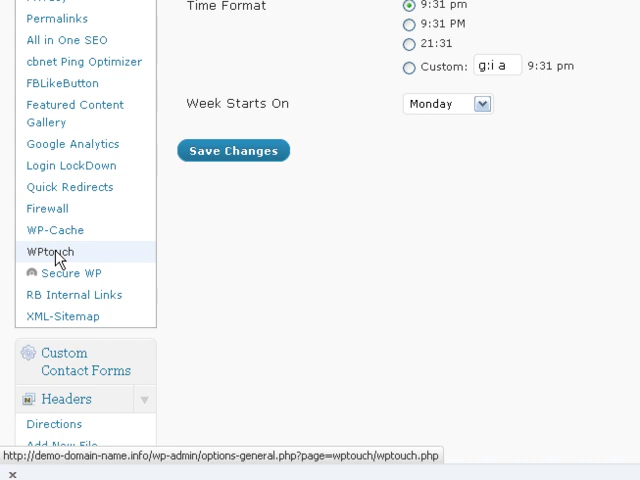 Permalinks
All in One SEO
cbnet Ping Optimizer
FBLikeButton
Featured Content
Gallery
Google Analytics
Login LockDown
Quick Redirects
Firewall
WP-Cache
WPtouch
Secure WP
RB Internal Links
XML-Sitemap
Custom
Contact Forms
Headers
Directions
Add New File
Time Format
9:31 pm
9:31 PM
21:31
Custom: g:i a 9:31 pm
Week Starts On Monday
Save Changes
http://demo-domain-name.info/wp-admin/options-general.php?page=wptouch/wptouch.php
x